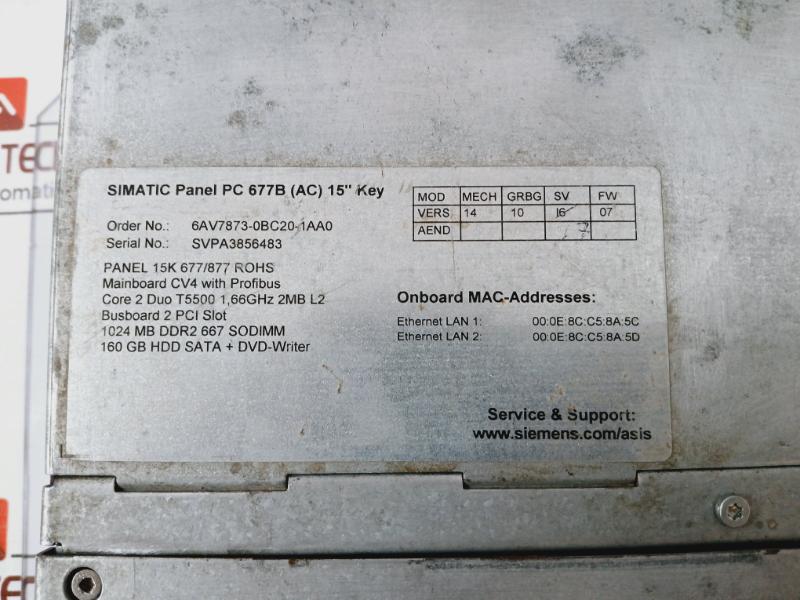 SIMATIC Panel PC 677B (AC) 15" Key
Order No.: 6AV7873-0BC20-1AA0
Serial No.: SVPA3856483
PANEL 15K 677/877 ROHS
Mainboard CV4 with Profibus
Core 2 Duo T5500 1,66GHz 2MB L2
Busboard 2 PCI Slot
1024 MB DDR2 667 SODIMM
160 GB HDD SATA + DVD-Writer
MOD MECH GRBG SV FW
VERS 14 10 I6 07
AEND 7
Onboard MAC-Addresses:
Ethernet LAN 1: 00:0E:8C:C5:8A:5C
Ethernet LAN 2: 00:0E:8C:C5:8A:5D
Service & Support:
www.siemens.com/asis